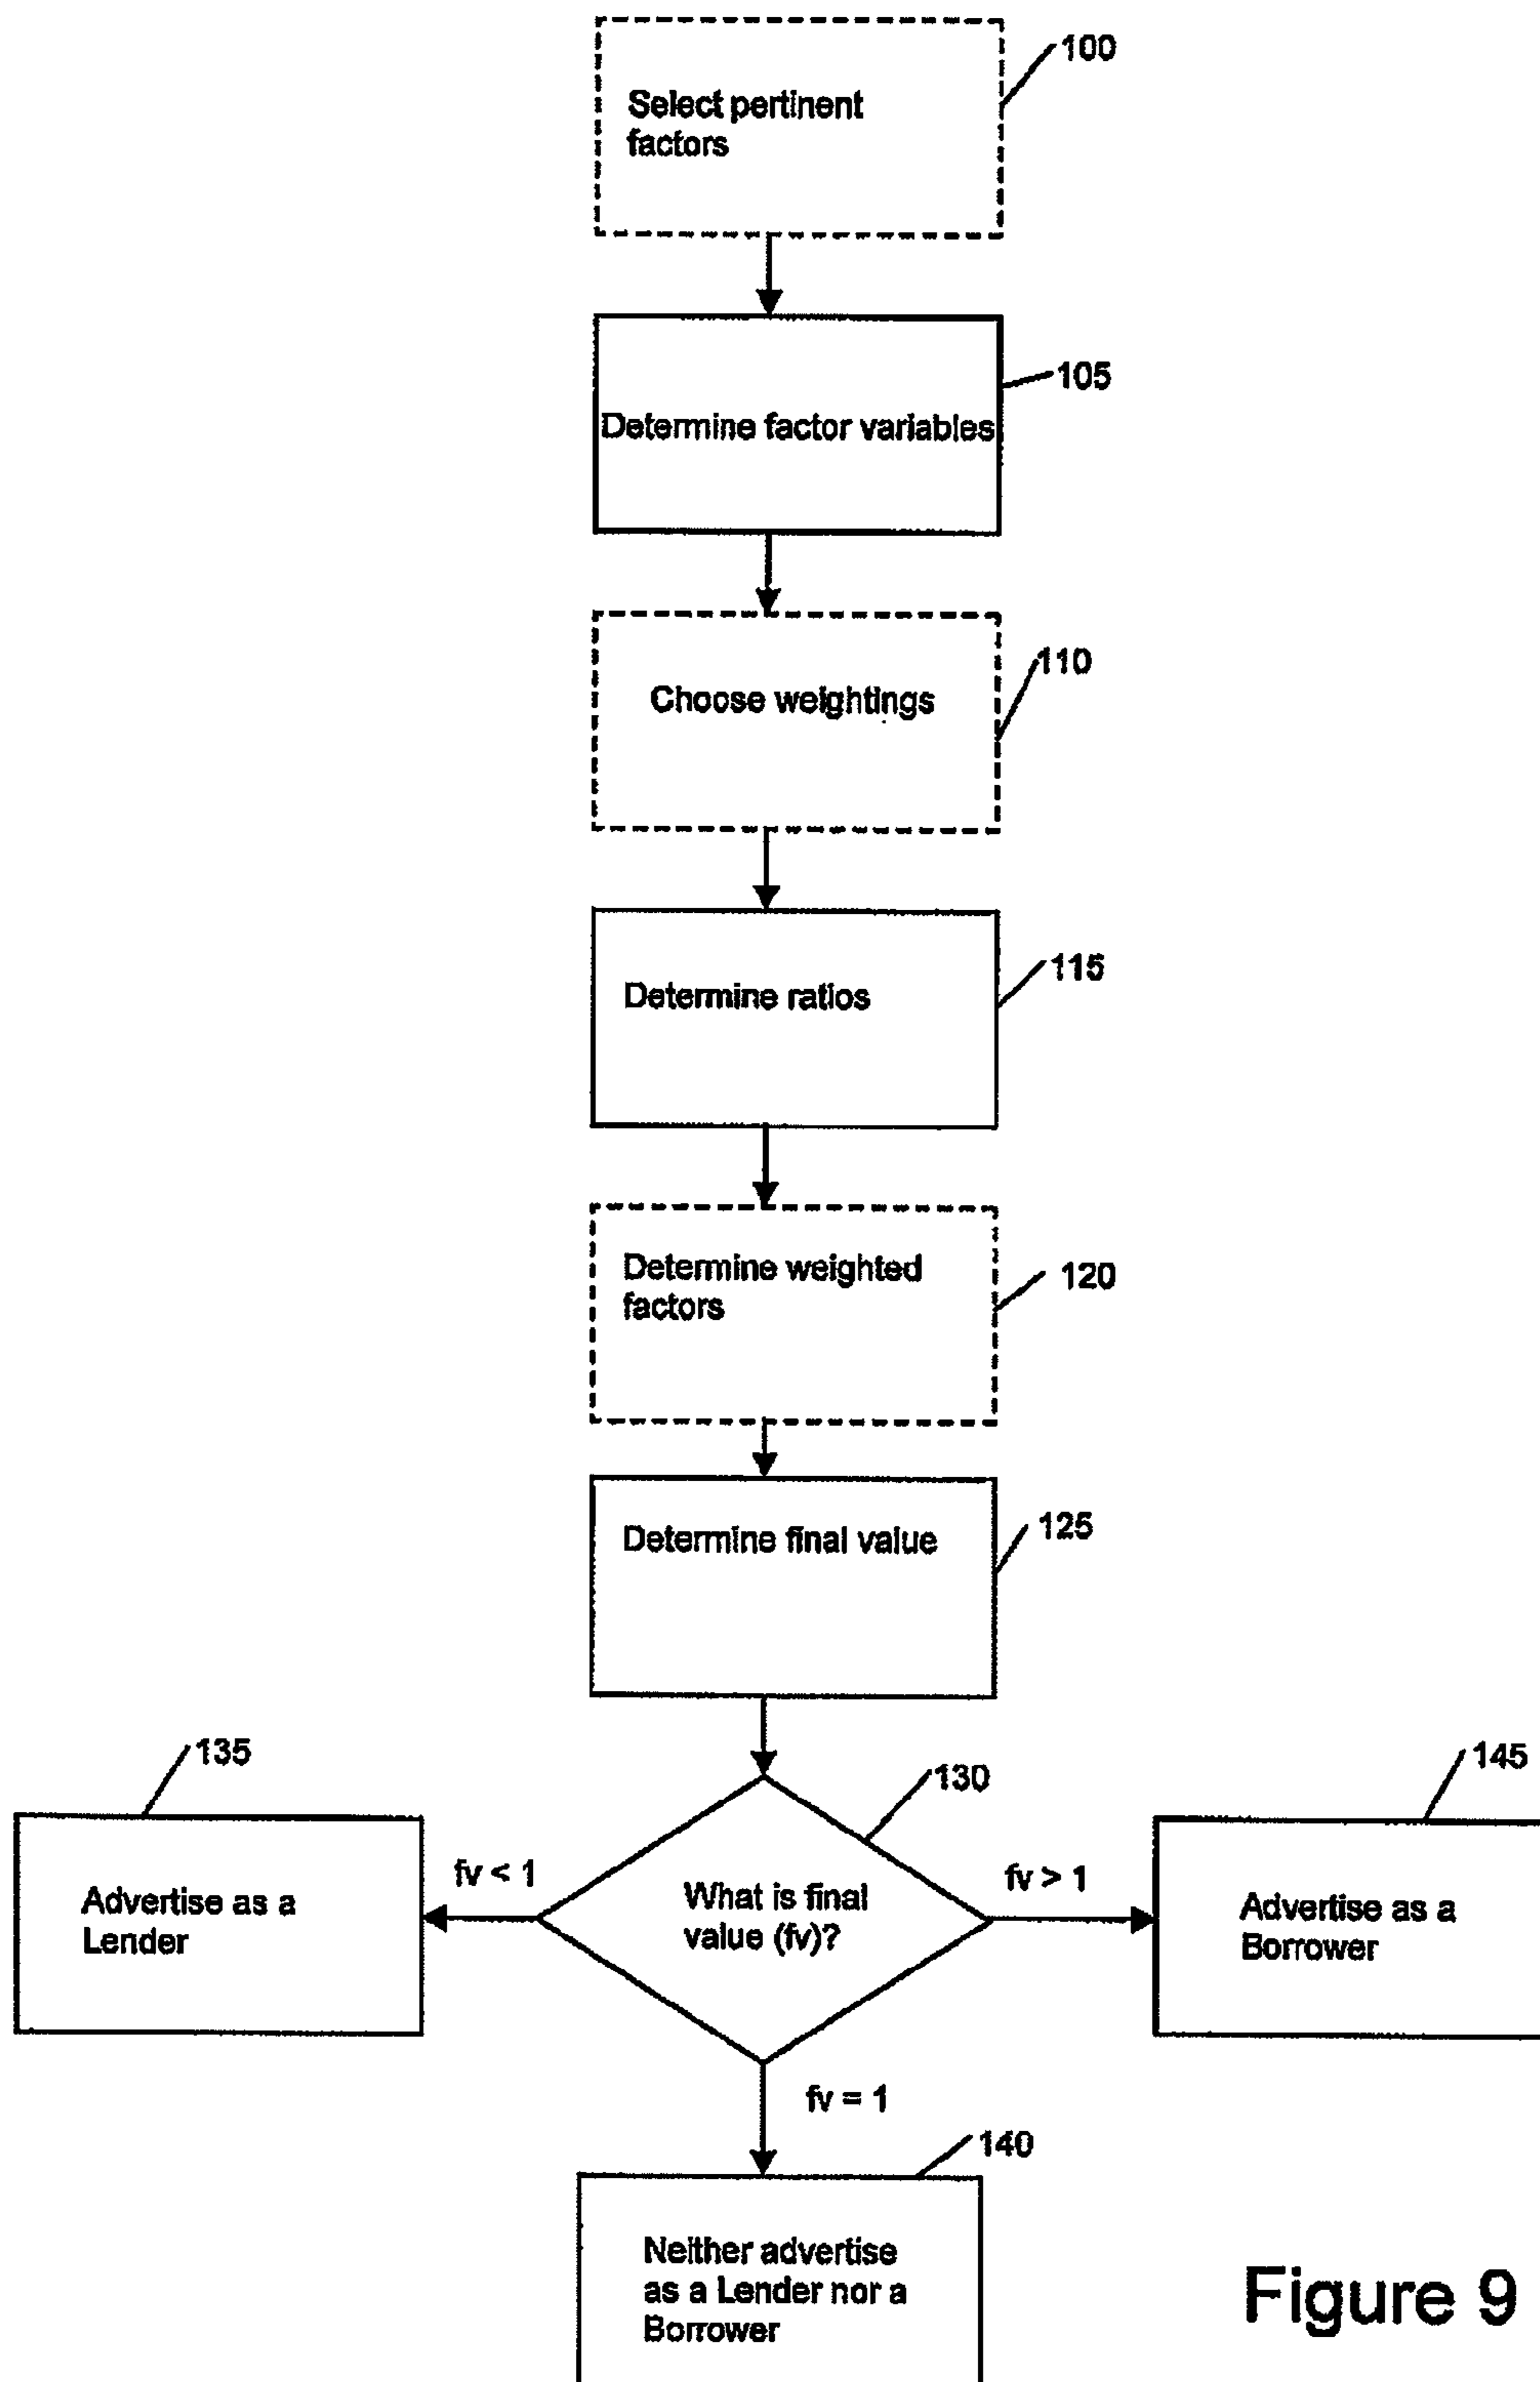 100
Select pertinent
factors
105
Determine factor variables
110
Choose weightings
115
Determine ratios
120
Determine weighted
factors
125
Determine final value
135
130
145
fv < 1
fv > 1
Advertise as a
Lender
What is final
value (fv)?
Advertise as a
Borrower
fv = 1
140
Neither advertise
as a Lender nor a
Borrower
Figure 9